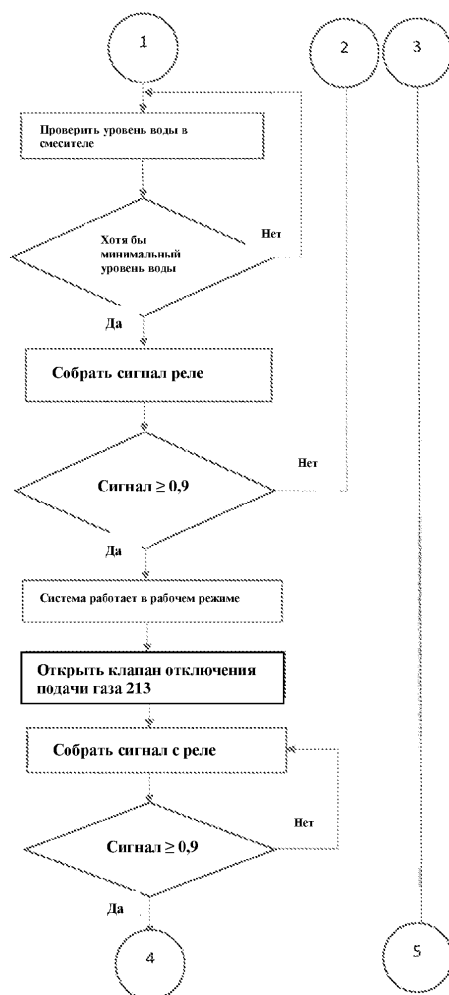 1
2
3
Проверить уровень воды в
смесителе
Хотя бы
минимальный
уровень воды
Нет
Да
Собрать сигнал реле
Сигнал ≥ 0,9
Нет
Да
Система работает в рабочем режиме
Открыть клапан отключения
подачи газа 213
Собрать сигнал с реле
Сигнал ≥ 0,9
Нет
Да
4
5